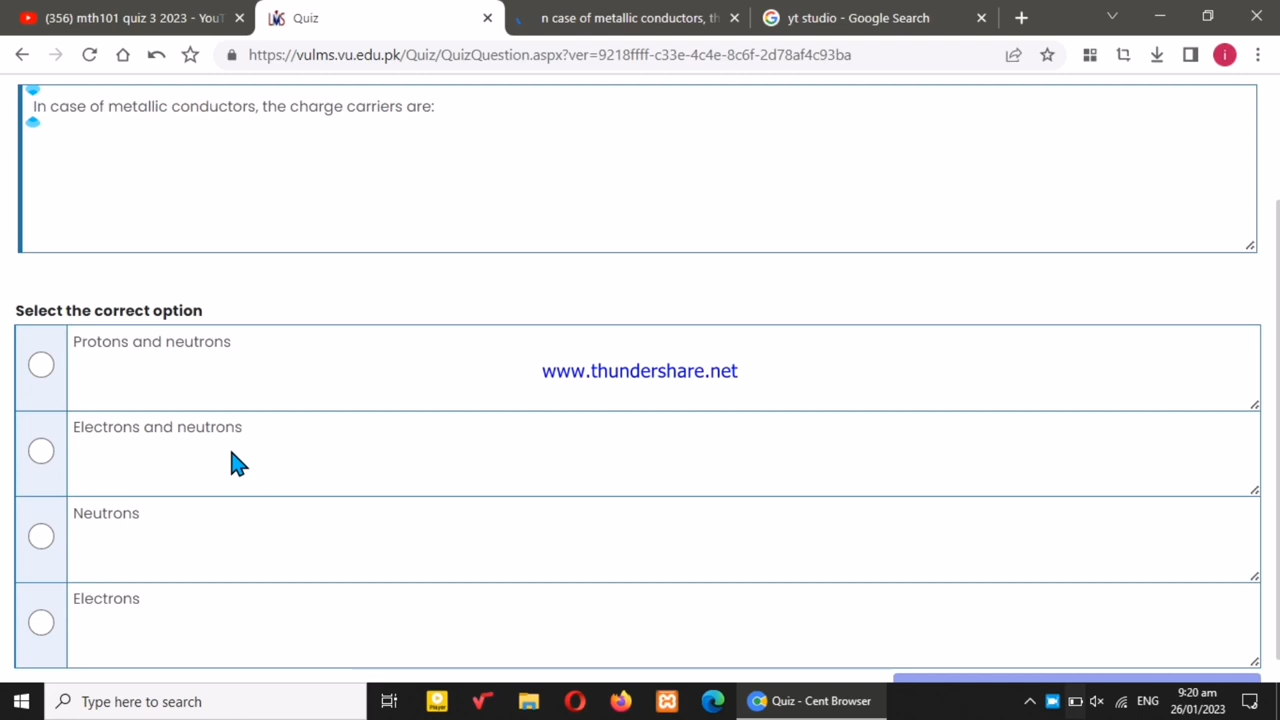 (356) mth101 quiz 3 2023 - YouT
Quiz
n case of metallic conductors, th
yt studio - Google Search
https://vulms.vu.edu.pk/Quiz/QuizQuestion.aspx?ver=9218ffff-c33e-4c4e-8c6f-2d78af4c93ba
i
In case of metallic conductors, the charge carriers are:
Select the correct option
Protons and neutrons
www.thundershare.net
Electrons and neutrons
Neutrons
Electrons
Type here to search
Player
Quiz - Cent Browser
ENG
9:20 am
26/01/2023